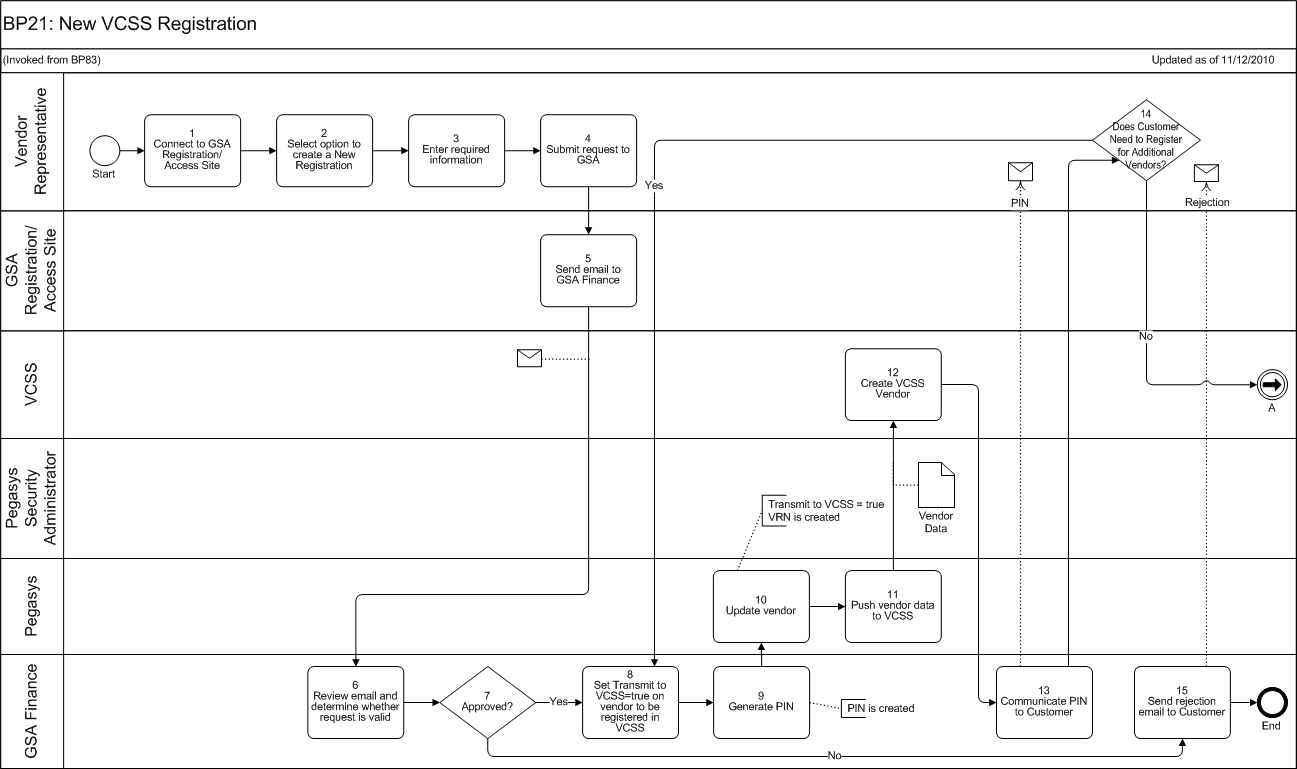 BP21: New VCSS Registration
(Invoked from BP83)
Updated as of 11/12/2010
Vendor
Representative
Start
1
Connect to GSA
Registration/
Access Site
2
Select option to
create a New
Registration
3
Enter required
information
4
Submit request to
GSA
14
Does Customer
Need to Register
for Additional
Vendors?
Yes
PIN
Rejection
GSA
Registration/
Access Site
5
Send email to
GSA Finance
No
VCSS
12
Create VCSS
Vendor
A
Pegasys
Security
Administrator
Transmit to VCSS = true
VRN is created
Vendor
Data
Pegasys
10
Update vendor
11
Push vendor data
to VCSS
GSA Finance
6
Review email and
determine whether
request is valid
7
Approved?
Yes
8
Set Transmit to
VCSS=true on
vendor to be
registered in
VCSS
9
Generate PIN
PIN is created
13
Communicate PIN
to Customer
15
Send rejection
email to Customer
End
No